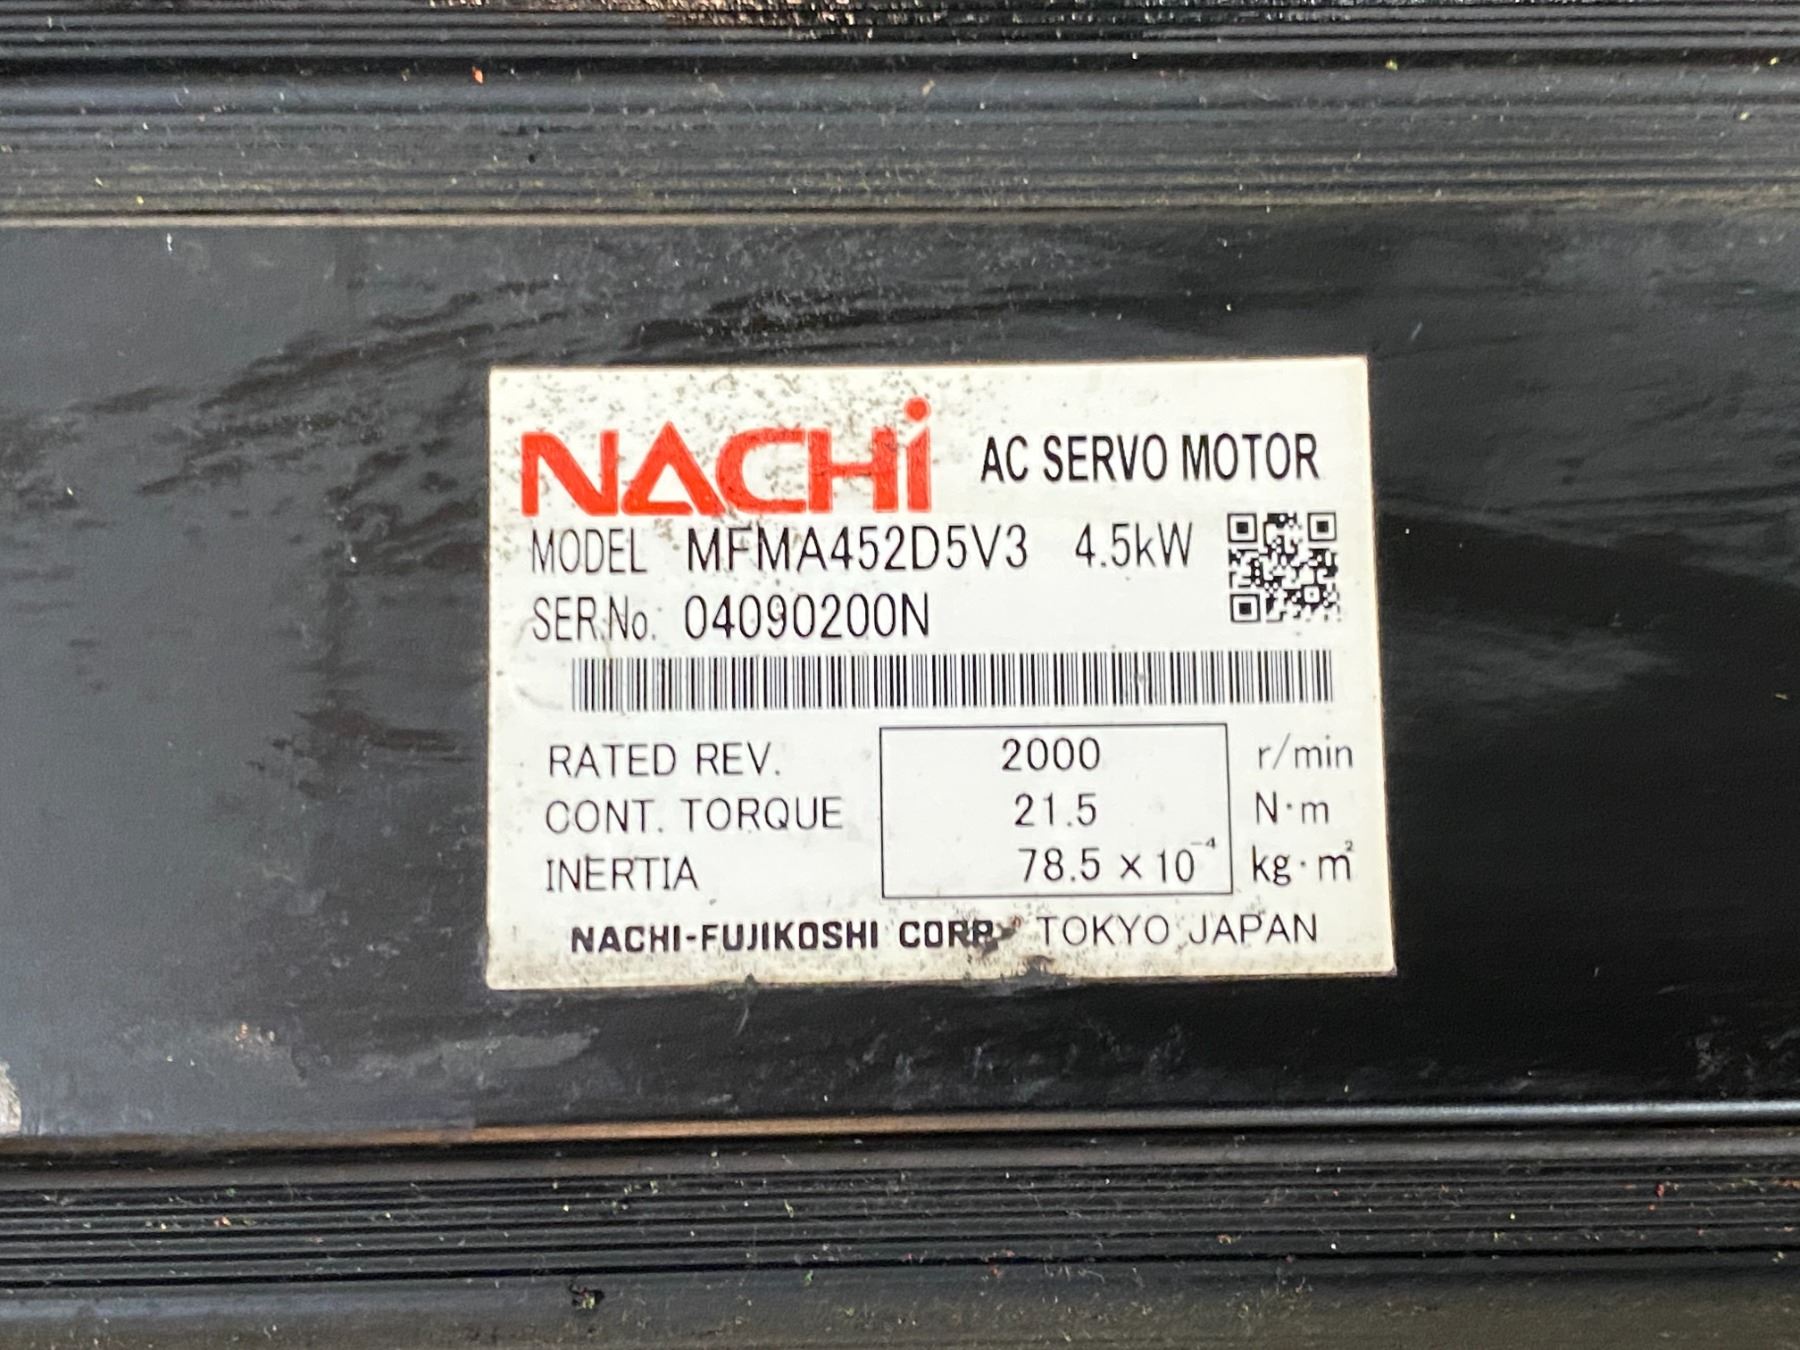 NACHi AC SERVO MOTOR
MODEL MFMA452D5V3 4.5kW
SER.No. 04090200N
RATED REV. 2000 r/min
CONT. TORQUE 21.5 N·m
INERTIA 78.5 × 10⁻⁴ kg·m²
NACHI-FUJIKOSHI CORP. TOKYO JAPAN